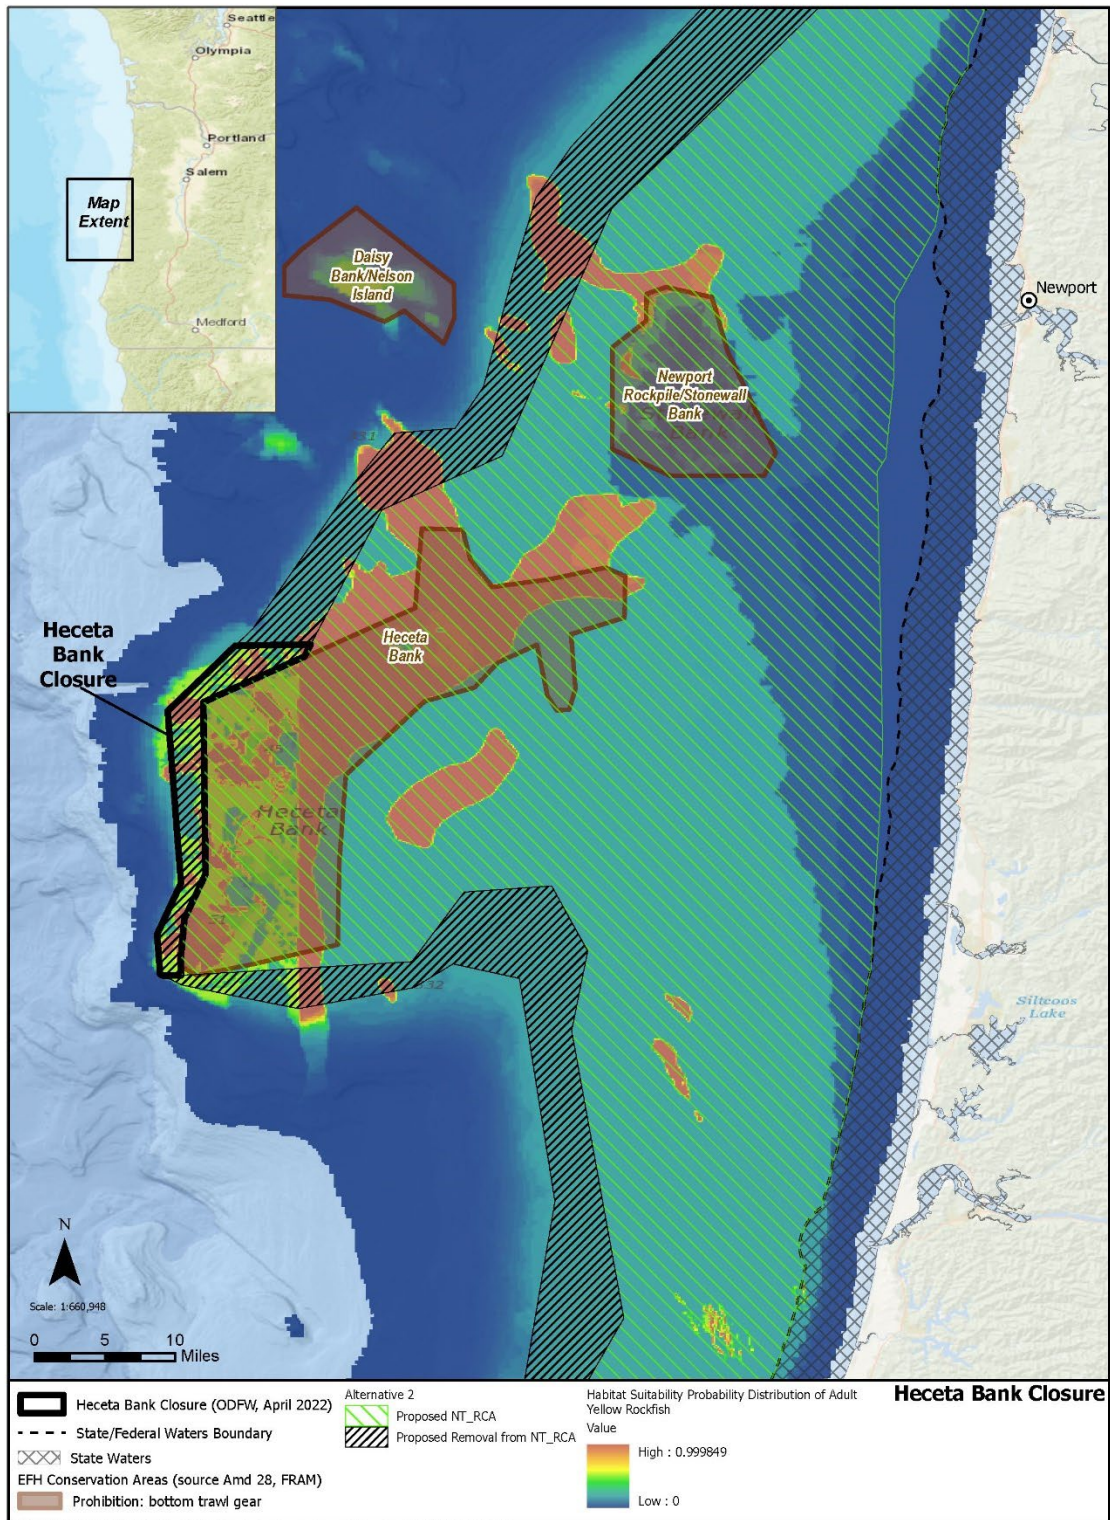 Seattle
Olympia
Portland
Salem
Map
Extent
Medford
Daisy
Bank/Nelson
Island
Newport
Newport
Rockpile/Stonewall
Bank
Heceta
Bank
Closure
Heceta
Bank
Heceta
Bank
Siltcoos
Lake
N
Scale: 1:660,948
0 5 10
Miles
Heceta Bank Closure (ODFW, April 2022)
State/Federal Waters Boundary
State Waters
EFH Conservation Areas (source Amd 28, FRAM)
Prohibition: bottom trawl gear
Alternative 2
Proposed NT_RCA
Proposed Removal from NT_RCA
Habitat Suitability Probability Distribution of Adult
Yellow Rockfish
Value
High : 0.999849
Low : 0
Heceta Bank Closure